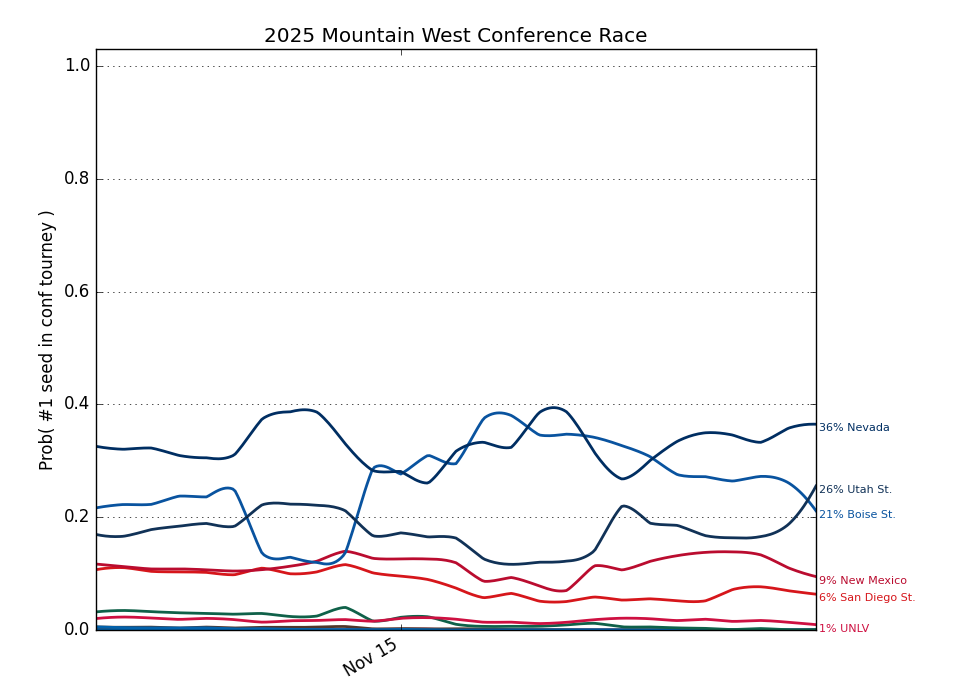 2025 Mountain West Conference Race
Prob( #1 seed in conf tourney )
1.0
0.8
0.6
0.4
0.2
0.0
Nov 15
36% Nevada
26% Utah St.
21% Boise St.
9% New Mexico
6% San Diego St.
1% UNLV